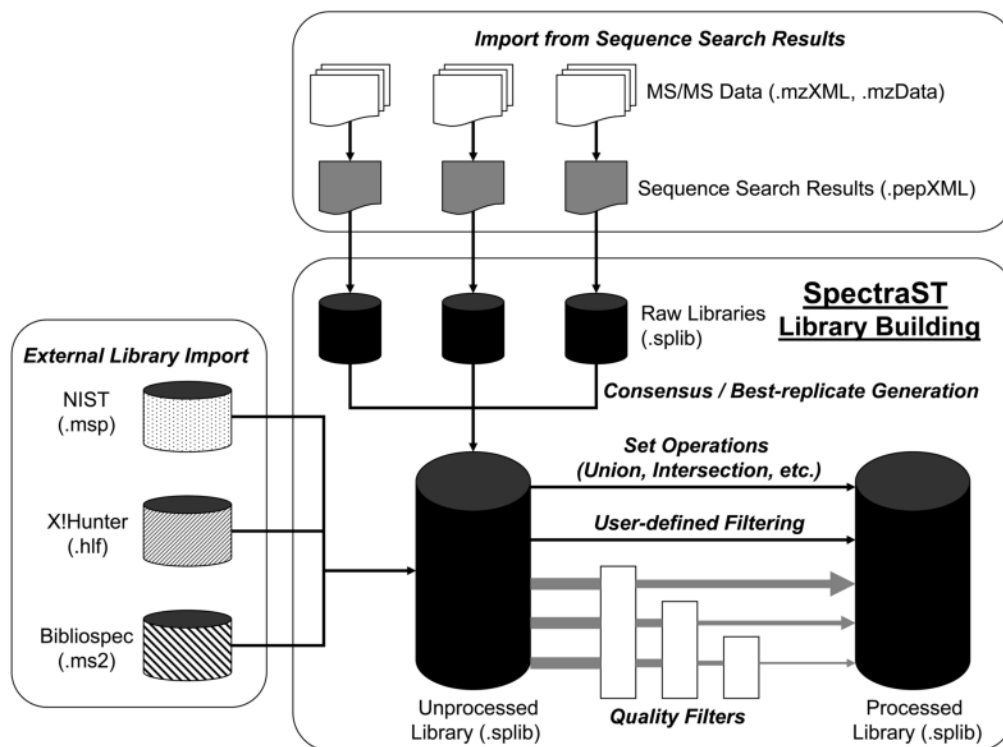 Import from Sequence Search Results
MS/MS Data (.mzXML, .mzData)
Sequence Search Results (.pepXML)
SpectraST
Library Building
Raw Libraries
(.splib)
External Library Import
Consensus / Best-replicate Generation
NIST
(.msp)
Set Operations
(Union, Intersection, etc.)
X!Hunter
(.hlf)
User-defined Filtering
Bibliospec
(.ms2)
Unprocessed
Library (.splib)
Quality Filters
Processed
Library (.splib)